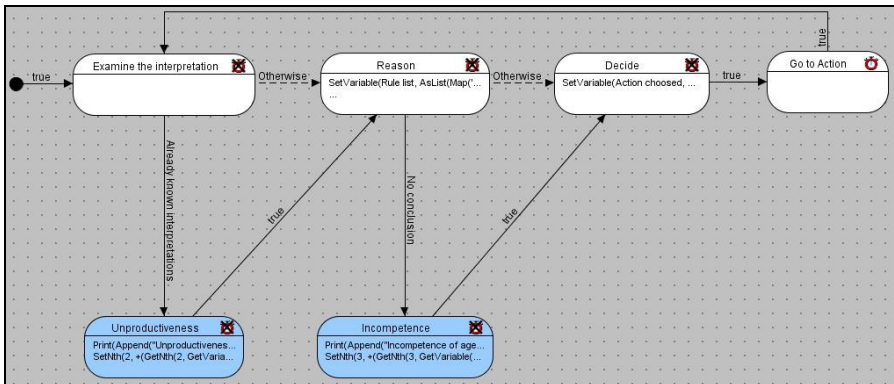 true
Examine the interpretation
Otherwise
Reason
SetVariable(Rule list, AsList(Map('...
...
Otherwise
Decide
SetVariable(Action choosed, ...
true
Go to Action
true
Already known interpretations
true
No conclusion
true
Unproductiveness
Print(Append("Unproductivenes...
SetNth(2, +(GetNth(2, GetVaria...
Incompetence
Print(Append("Incompetence of age...
SetNth(3, +(GetNth(3, GetVariable(...